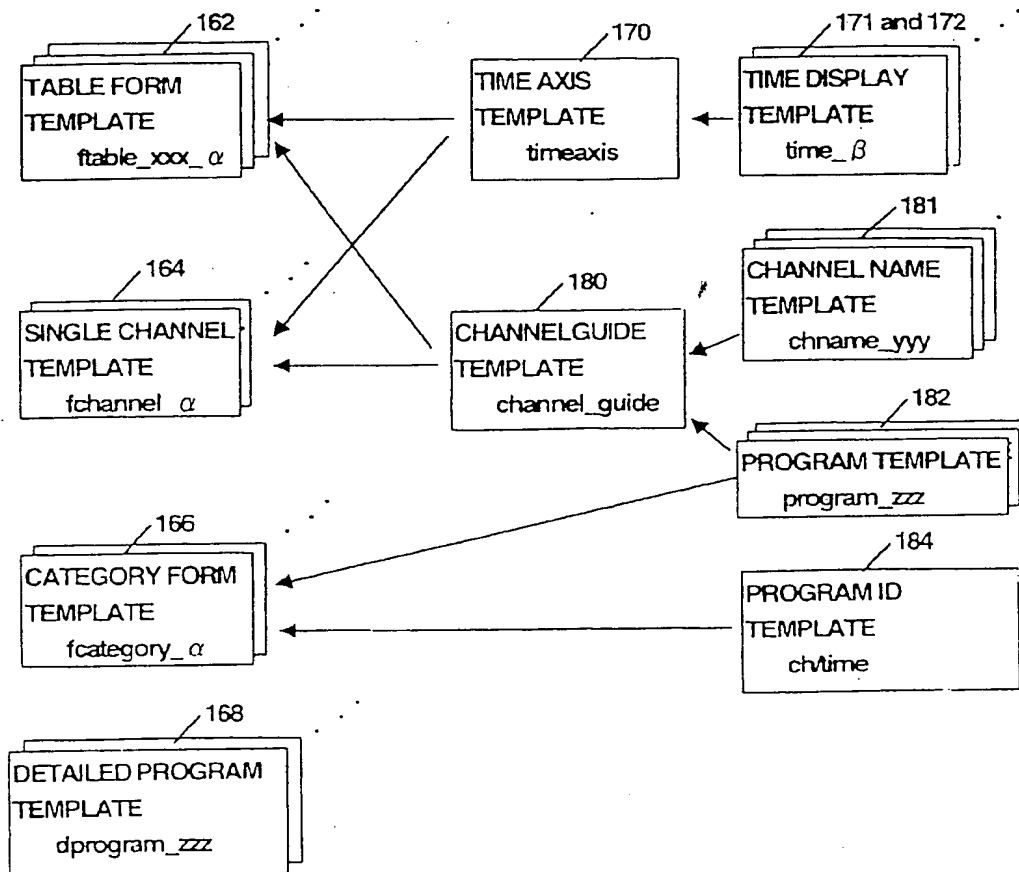 162
TABLE FORM
TEMPLATE
ftable_xxx_α
170
TIME AXIS
TEMPLATE
timeaxis
171 and 172
TIME DISPLAY
TEMPLATE
time_β
164
SINGLE CHANNEL
TEMPLATE
fchannel_α
180
CHANNELGUIDE
TEMPLATE
channel_guide
181
CHANNEL NAME
TEMPLATE
chname_yyy
182
PROGRAM TEMPLATE
program_zzz
166
CATEGORY FORM
TEMPLATE
fcategory_α
184
PROGRAM ID
TEMPLATE
ch/time
168
DETAILED PROGRAM
TEMPLATE
dprogram_zzz